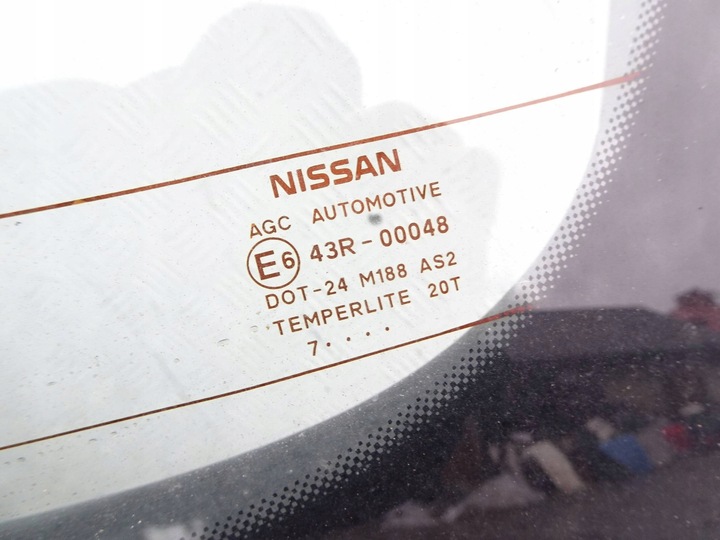 NISSAN
AGC AUTOMOTIVE
E6 43R-00048
DOT-24 M188 AS2
TEMPERLITE 20T
7 · · · ·